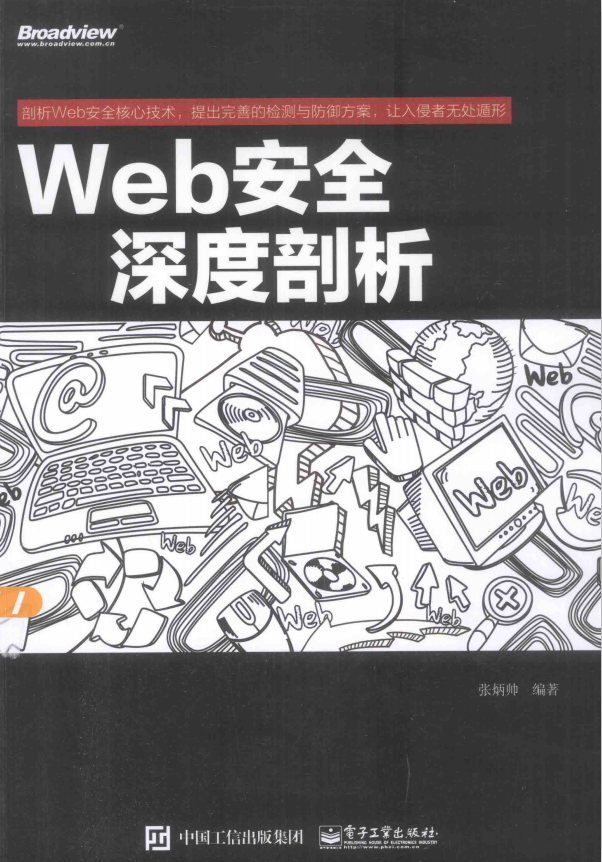 Broadview
www.broadview.com.cn
剖析Web安全核心技术，提出完善的检测与防御方案，让入侵者无处遁形
Web安全
深度剖析
Web
Web
Web
Web
Web
Web
张炳帅 编著
中国工信出版集团
電子工業出版社
PUBLISHING HOUSE OF ELECTRONICS INDUSTRY
http://www.phei.com.cn